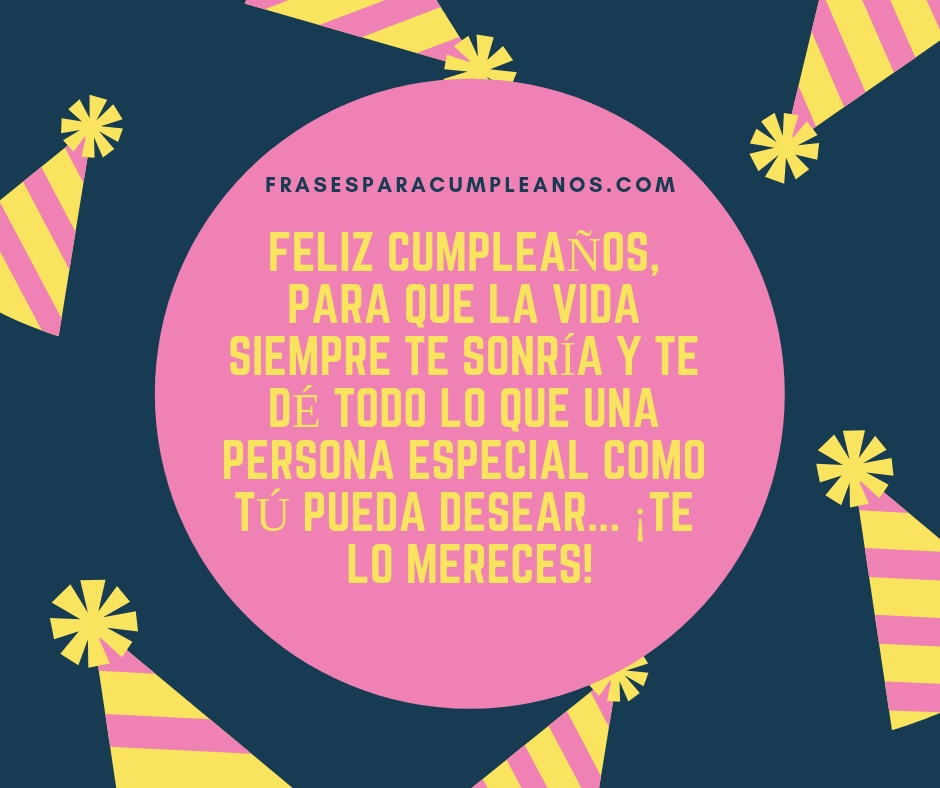 FRASESPARACUMPLEANOS.COM
FELIZ CUMPLEAÑOS,
PARA QUE LA VIDA
SIEMPRE TE SONRÍA Y TE
DÉ TODO LO QUE UNA
PERSONA ESPECIAL COMO
TÚ PUEDA DESEAR... ¡TE
LO MERECES!